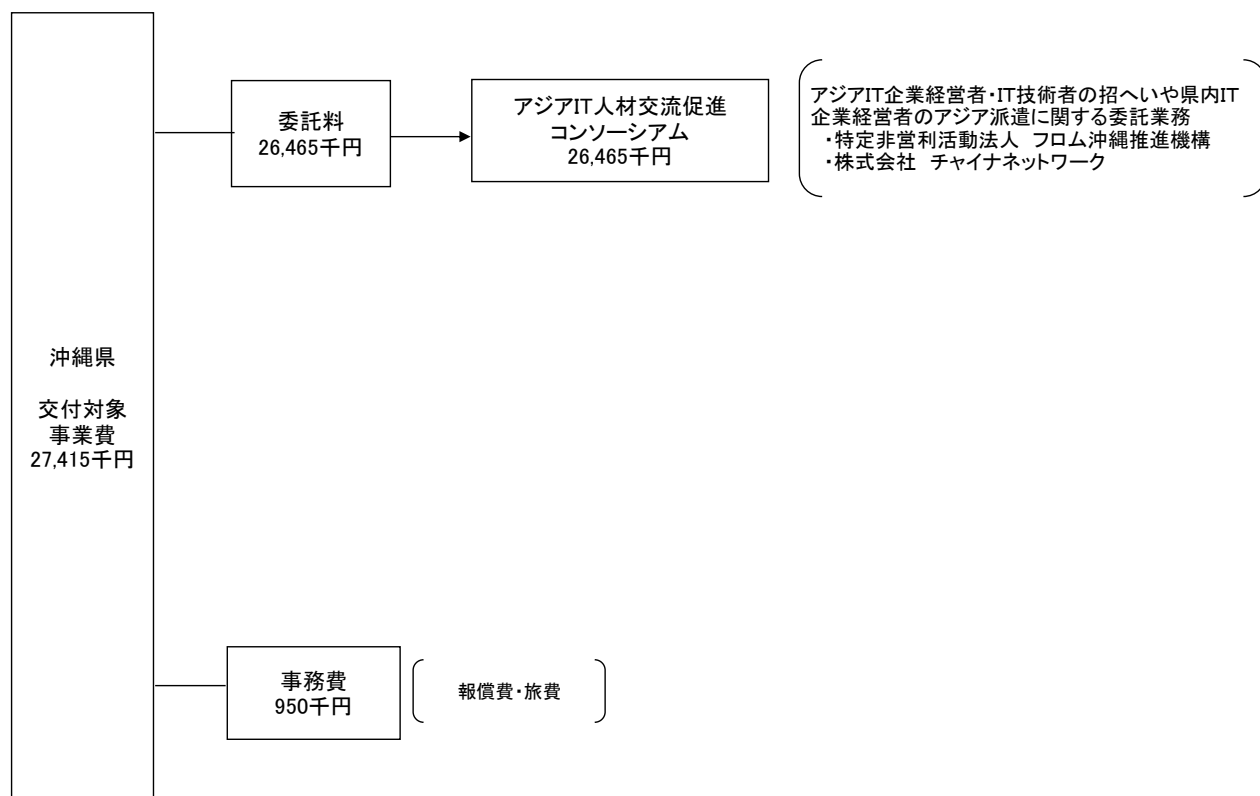 沖縄県
交付対象
事業費
27,415千円
委託料
26,465千円
アジアIT人材交流促進
コンソーシアム
26,465千円
アジアIT企業経営者・IT技術者の招へいや県内IT
企業経営者のアジア派遣に関する委託業務
・特定非営利活動法人 フロム沖縄推進機構
・株式会社 チャイナネットワーク
事務費
950千円
報償費・旅費